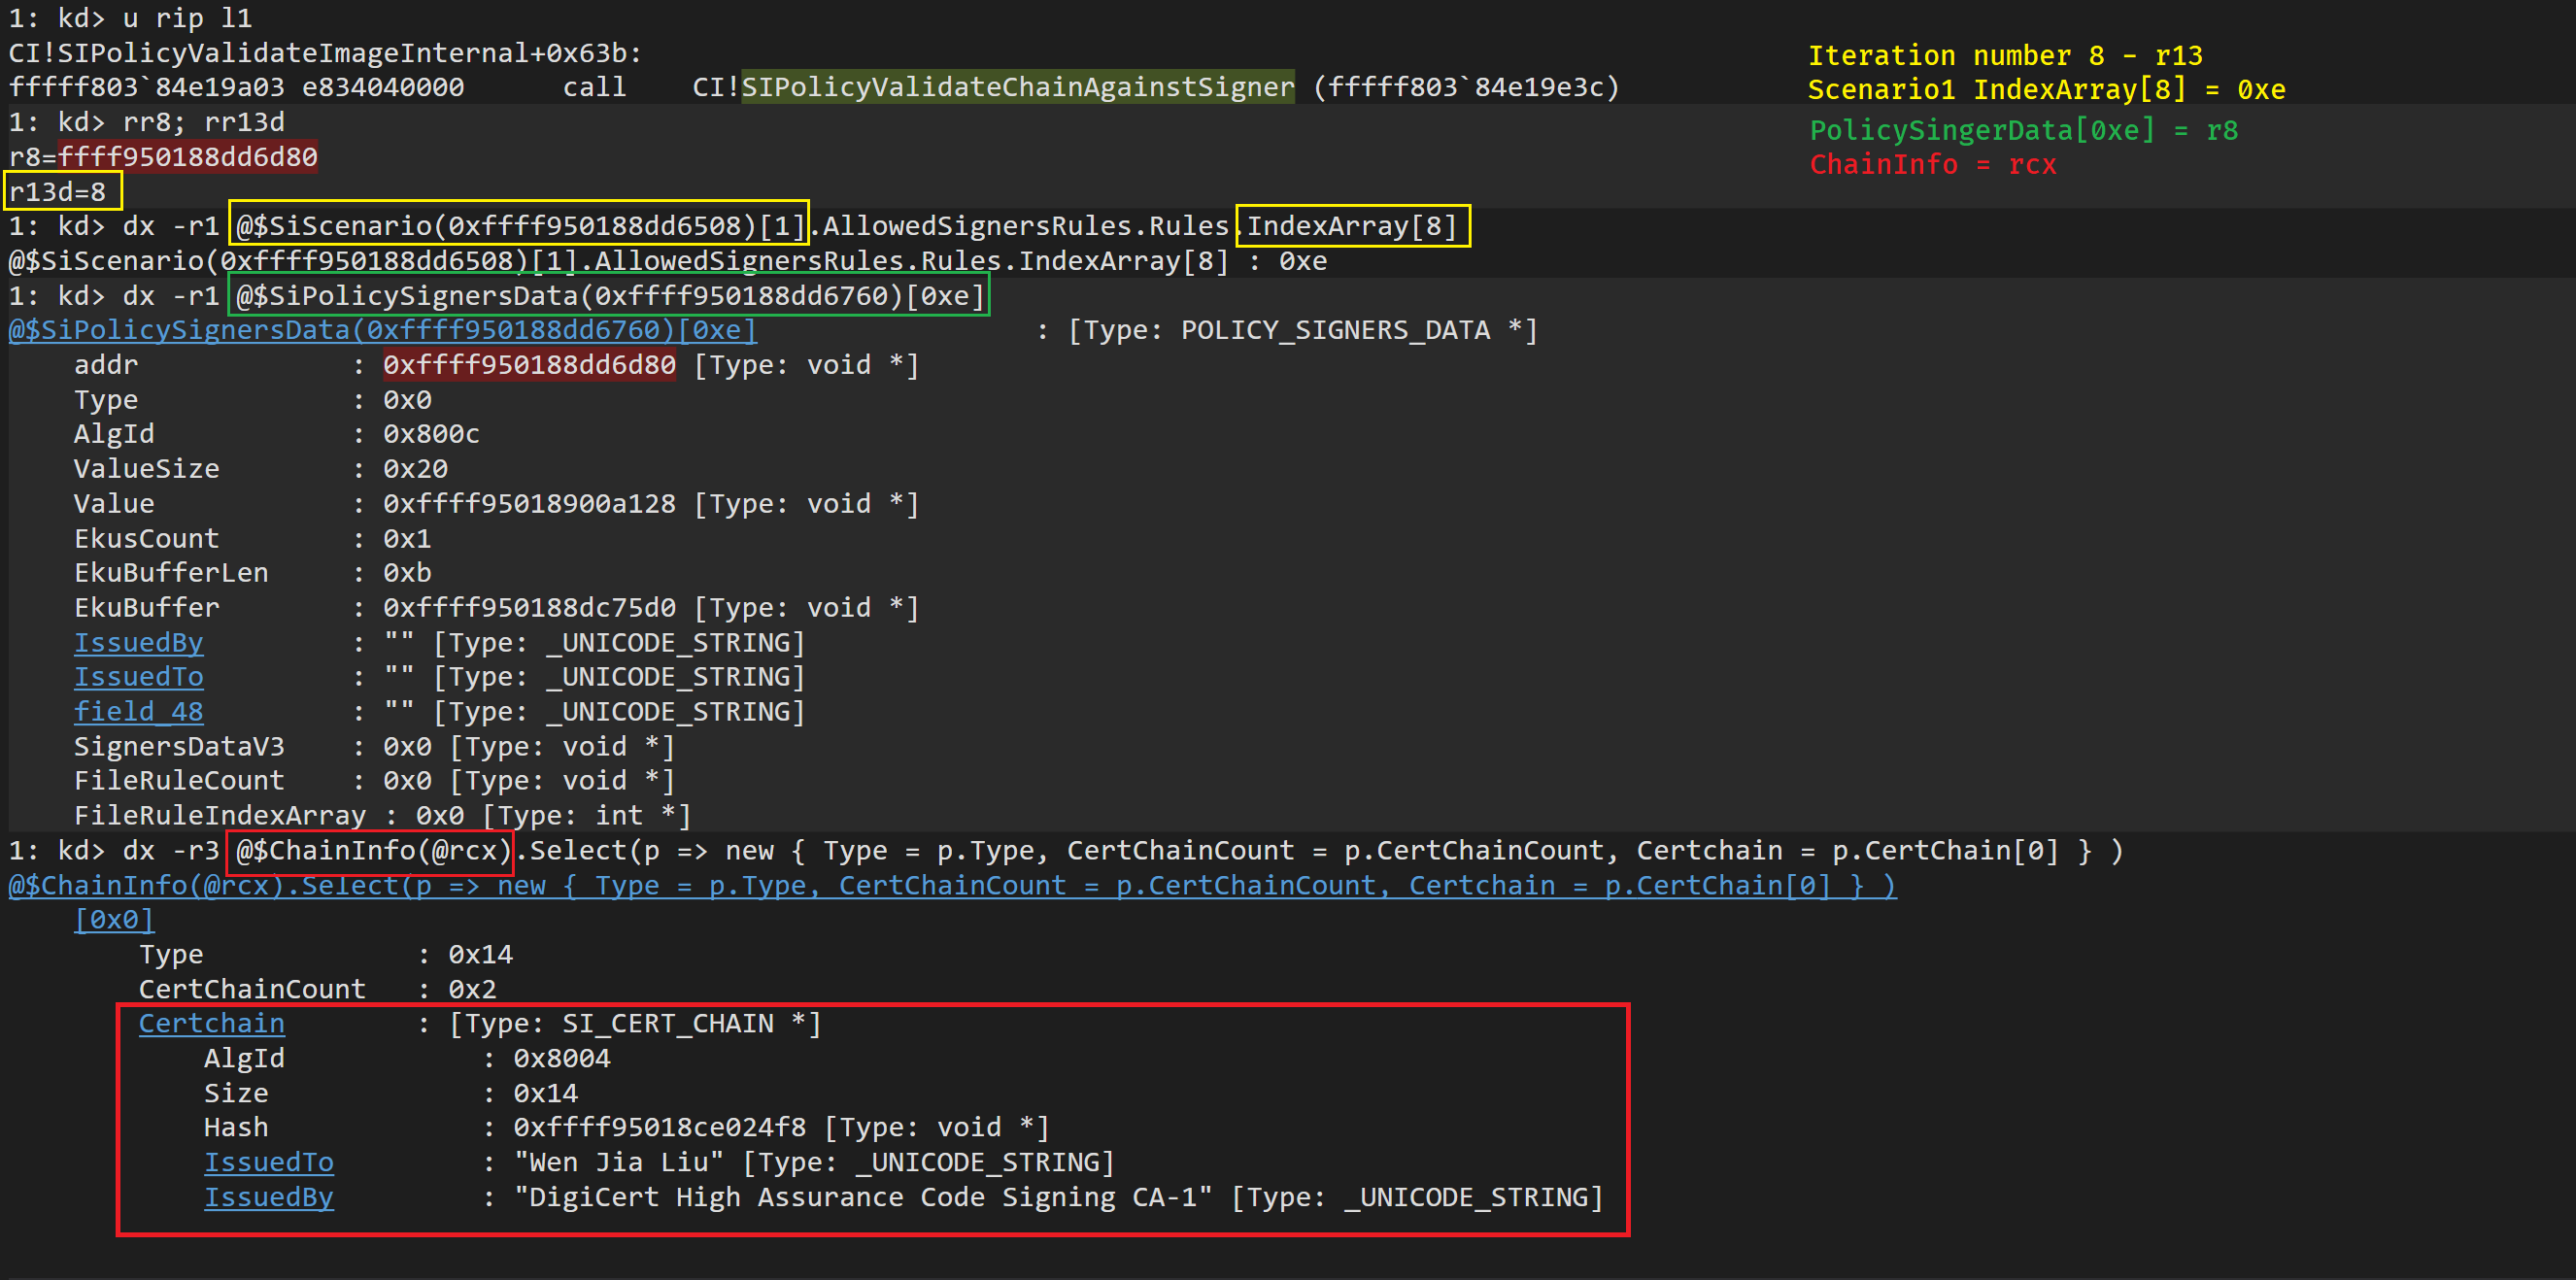 1: kd> u rip l1
CI!SIPolicyValidateImageInternal+0x63b:
fffff803`84e19a03 e834040000      call    CI!SIPolicyValidateChainAgainstSigner (fffff803`84e19e3c)
1: kd> rr8; rr13d
r8=ffff950188dd6d80
r13d=8
Iteration number 8 – r13
Scenario1 IndexArray[8] = 0xe
PolicySingerData[0xe] = r8
ChainInfo = rcx
1: kd> dx -r1 @$SiScenario(0xffff950188dd6508)[1].AllowedSignersRules.Rules.IndexArray[8]
@$SiScenario(0xffff950188dd6508)[1].AllowedSignersRules.Rules.IndexArray[8] : 0xe
1: kd> dx -r1 @$SiPolicySignersData(0xffff950188dd6760)[0xe]
@$SiPolicySignersData(0xffff950188dd6760)[0xe]                 : [Type: POLICY_SIGNERS_DATA *]
    addr             : 0xffff950188dd6d80 [Type: void *]
    Type             : 0x0
    AlgId            : 0x800c
    ValueSize        : 0x20
    Value            : 0xffff95018900a128 [Type: void *]
    EkusCount        : 0x1
    EkuBufferLen     : 0xb
    EkuBuffer        : 0xffff950188dc75d0 [Type: void *]
    IssuedBy         : "" [Type: _UNICODE_STRING]
    IssuedTo         : "" [Type: _UNICODE_STRING]
    field_48         : "" [Type: _UNICODE_STRING]
    SignersDataV3    : 0x0 [Type: void *]
    FileRuleCount    : 0x0 [Type: void *]
    FileRuleIndexArray : 0x0 [Type: int *]
1: kd> dx -r3 @$ChainInfo(@rcx).Select(p => new { Type = p.Type, CertChainCount = p.CertChainCount, Certchain = p.CertChain[0] } )
@$ChainInfo(@rcx).Select(p => new { Type = p.Type, CertChainCount = p.CertChainCount, Certchain = p.CertChain[0] } )
    [0x0]
        Type             : 0x14
        CertChainCount   : 0x2
        Certchain        : [Type: SI_CERT_CHAIN *]
            AlgId            : 0x8004
            Size             : 0x14
            Hash             : 0xffff95018ce024f8 [Type: void *]
            IssuedTo         : "Wen Jia Liu" [Type: _UNICODE_STRING]
            IssuedBy         : "DigiCert High Assurance Code Signing CA-1" [Type: _UNICODE_STRING]